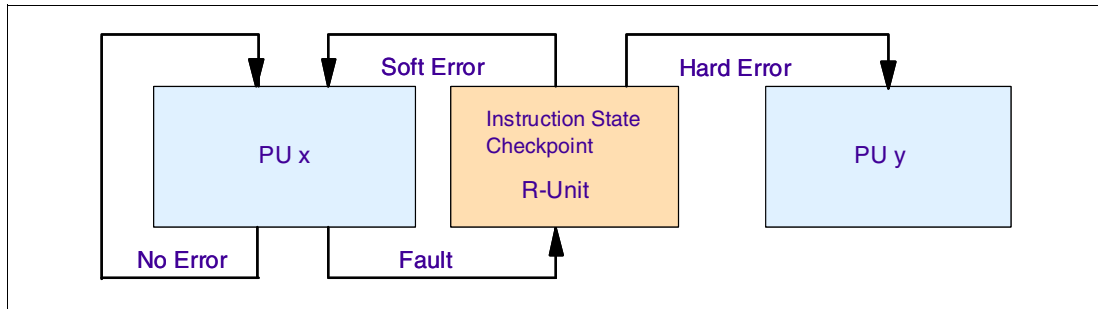 Soft Error
Hard Error
PU x
Instruction State
Checkpoint
R-Unit
PU y
No Error
Fault